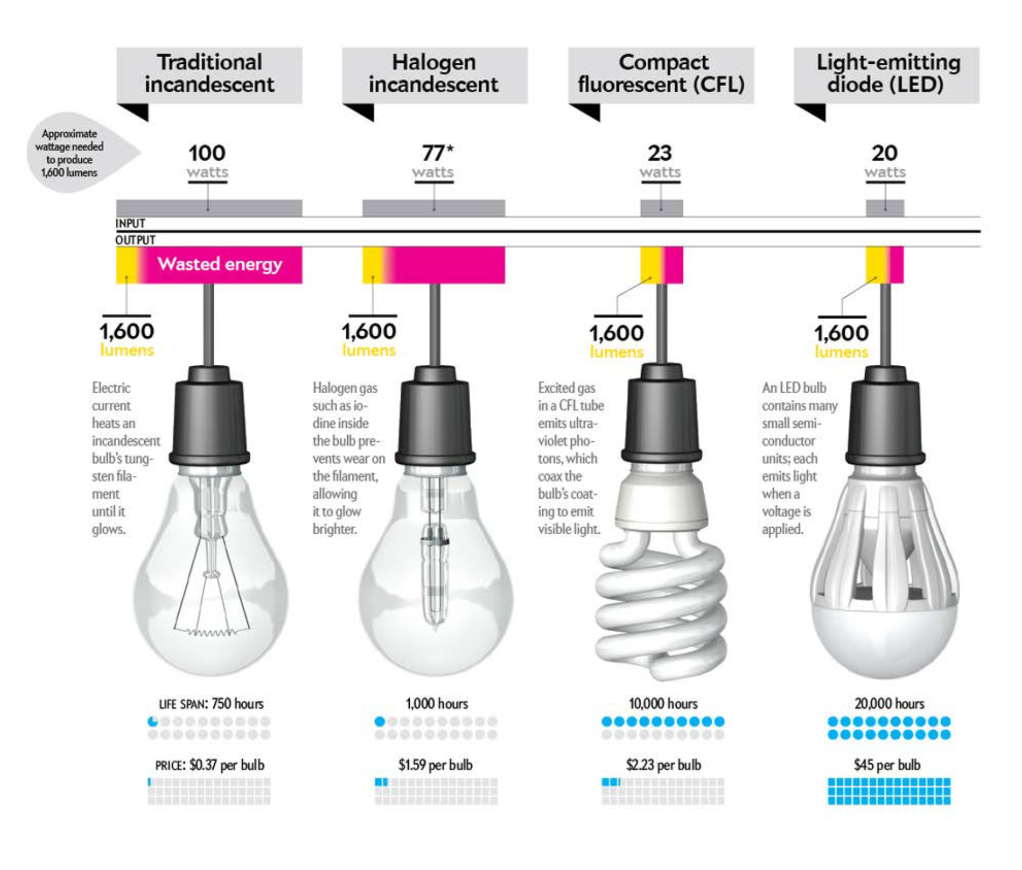 Traditional
incandescent
Halogen
incandescent
Compact
fluorescent (CFL)
Light-emitting
diode (LED)
Approximate
wattage needed
to produce
1,600 lumens
100
watts
77*
watts
23
watts
20
watts
INPUT
OUTPUT
Wasted energy
1,600
lumens
1,600
lumens
1,600
lumens
1,600
lumens
Electric
current
heats an
incandescent
bulb's tung-
sten fila-
ment
until it
glows.
Halogen gas
such as io-
dine inside
the bulb pre-
vents wear on
the filament,
allowing
it to glow
brighter.
Excited gas
in a CFL tube
emits ultra-
violet pho-
tons, which
coax the
bulb's coat-
ing to emit
visible light.
An LED bulb
contains many
small semi-
conductor
units; each
emits light
when a
voltage is
applied.
LIFE SPAN: 750 hours
1,000 hours
10,000 hours
20,000 hours
PRICE: $0.37 per bulb
$1.59 per bulb
$2.23 per bulb
$45 per bulb